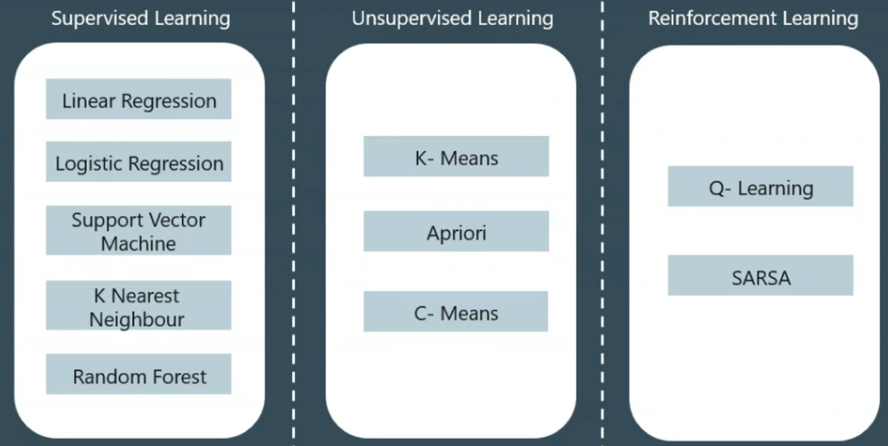 Supervised Learning
Linear Regression
Logistic Regression
Support Vector
Machine
K Nearest
Neighbour
Random Forest
Unsupervised Learning
K- Means
Apriori
C- Means
Reinforcement Learning
Q- Learning
SARSA